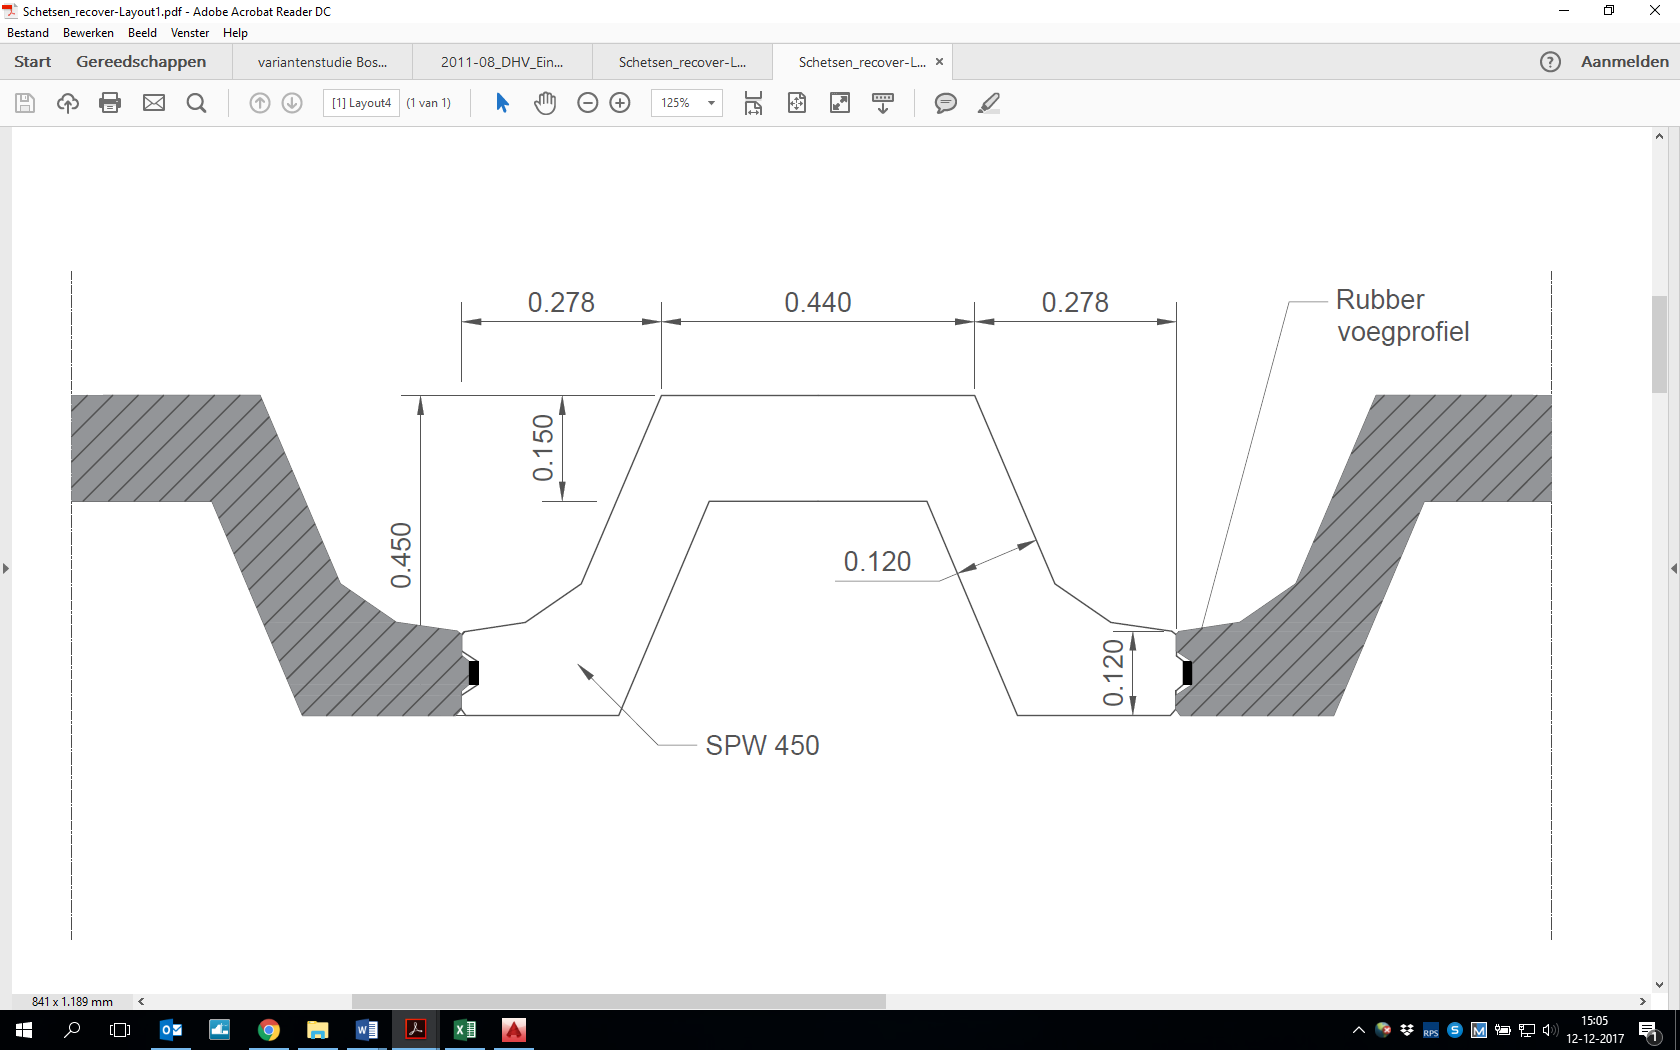 Schetsen_recover-Layout1.pdf - Adobe Acrobat Reader DC
Bestand Bewerken Beeld Venster Help
Start Gereedschappen variantenstudie Bos... 2011-08_DHV_Ein... Schetsen_recover-L... Schetsen_recover-L... × ? Aanmelden
[1] Layout4 (1 van 1) 125%
0.278 0.440 0.278
Rubber
voegprofiel
0.150
0.450
0.120
0.120
SPW 450
841 x 1.189 mm
RPS
15:05
12-12-2017
1